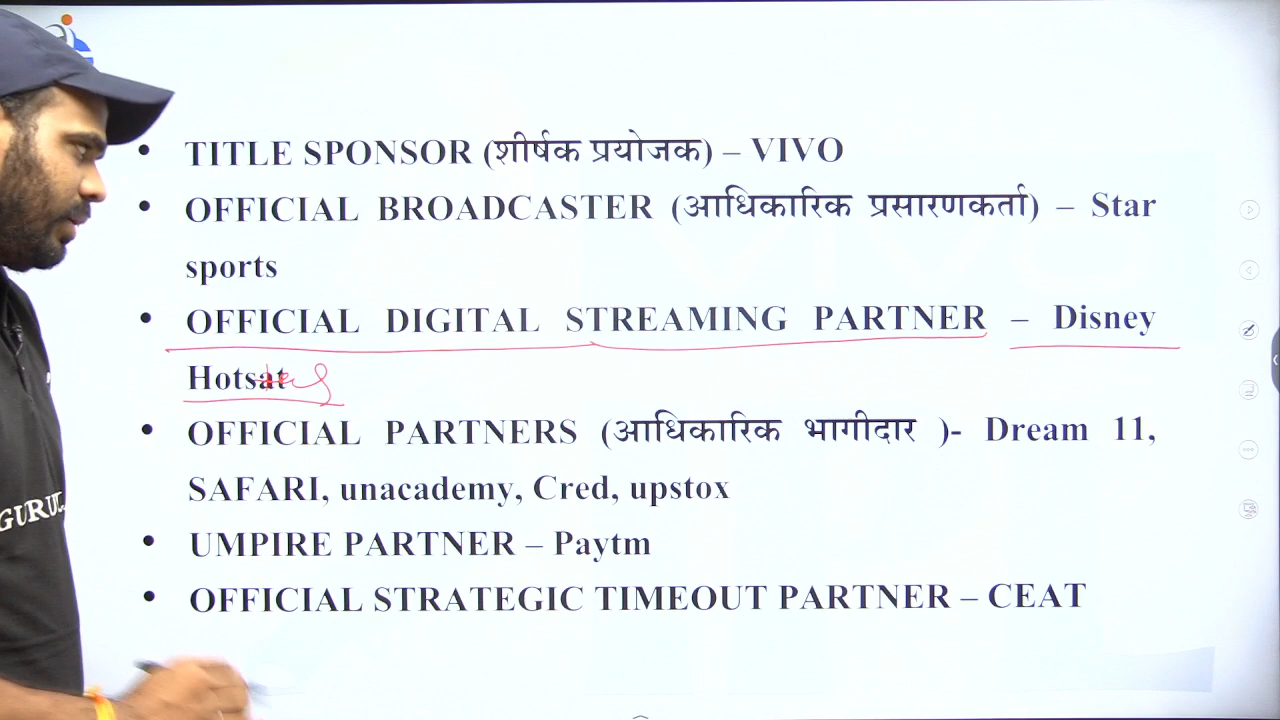 TITLE SPONSOR (शीर्षक प्रयोजक) – VIVO
OFFICIAL BROADCASTER (आधिकारिक प्रसारणकर्ता) – Star
sports
OFFICIAL DIGITAL STREAMING PARTNER – Disney
Hotsat
OFFICIAL PARTNERS (आधिकारिक भागीदार )- Dream 11,
SAFARI, unacademy, Cred, upstox
UMPIRE PARTNER – Paytm
OFFICIAL STRATEGIC TIMEOUT PARTNER – CEAT